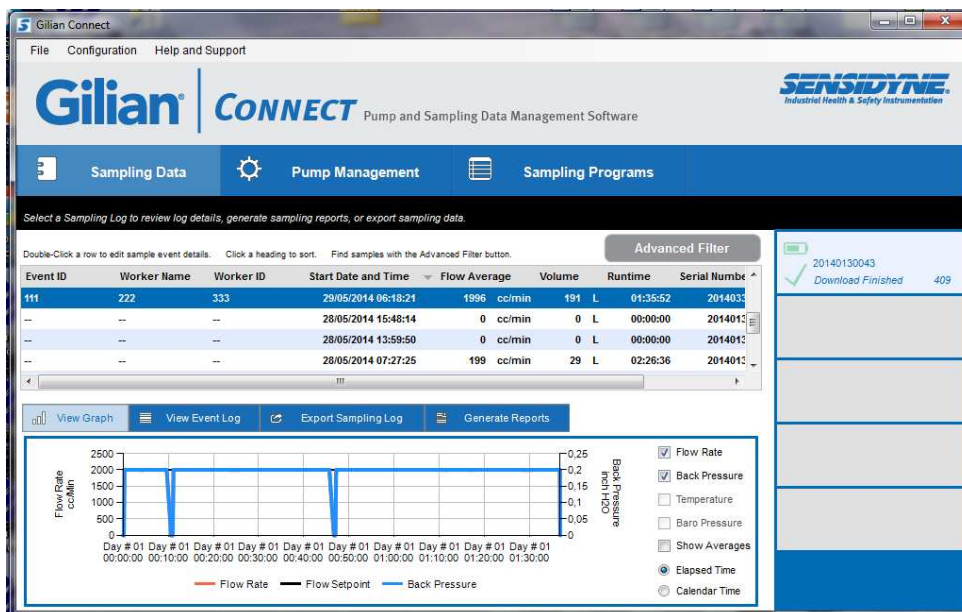 Gilian Connect
File Configuration Help and Support
Gilian® CONNECT Pump and Sampling Data Management Software
SENSIDYNE®
Industrial Health & Safety Instrumentation
Sampling Data Pump Management Sampling Programs
Select a Sampling Log to review log details, generate sampling reports, or export sampling data.
Double-Click a row to edit sample event details. Click a heading to sort. Find samples with the Advanced Filter button. Advanced Filter
Event ID Worker Name Worker ID Start Date and Time Flow Average Volume Runtime Serial Numbe
111 222 333 29/05/2014 06:18:21 1996 cc/min 191 L 01:35:52 2014033
-- -- -- 28/05/2014 15:48:14 0 cc/min 0 L 00:00:00 201401
-- -- -- 28/05/2014 13:59:50 0 cc/min 0 L 00:00:00 201401
-- -- -- 28/05/2014 07:27:25 199 cc/min 29 L 02:26:36 201401
20140130043
Download Finished 409
View Graph View Event Log Export Sampling Log Generate Reports
Flow Rate
cc/Min
2500
2000
1500
1000
500
0
0,25
0,2
0,15
0,1
0,05
0
Back Pressure
inch H2O
Day # 01 Day # 01 Day # 01 Day # 01 Day # 01 Day # 01 Day # 01 Day # 01 Day # 01 Day # 01
00:00:00 00:10:00 00:20:00 00:30:00 00:40:00 00:50:00 01:00:00 01:10:00 01:20:00 01:30:00
Flow Rate Flow Setpoint Back Pressure
Flow Rate
Back Pressure
Temperature
Baro Pressure
Show Averages
Elapsed Time
Calendar Time